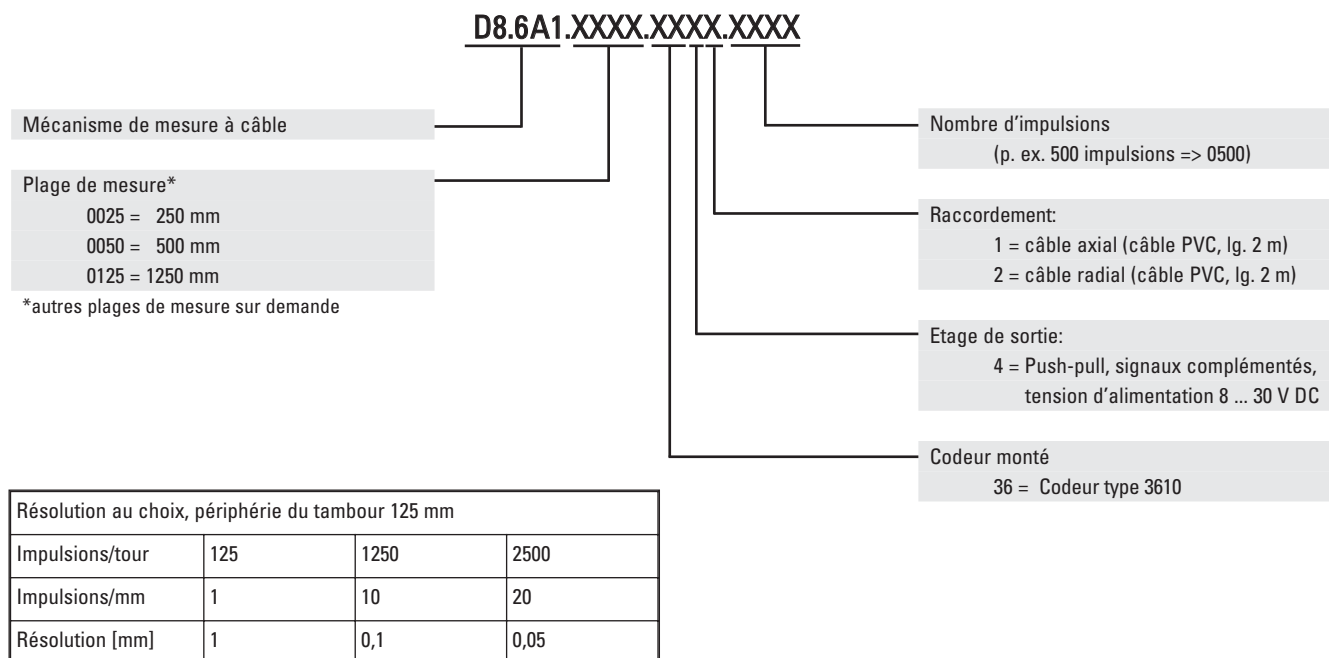 D8.6A1.XXXX.XXXX.XXXX
Mécanisme de mesure à câble
Plage de mesure*
0025 = 250 mm
0050 = 500 mm
0125 = 1250 mm
*autres plages de mesure sur demande
Nombre d'impulsions
(p. ex. 500 impulsions => 0500)
Raccordement:
1 = câble axial (câble PVC, lg. 2 m)
2 = câble radial (câble PVC, lg. 2 m)
Etage de sortie:
4 = Push-pull, signaux complémentés,
tension d'alimentation 8 ... 30 V DC
Codeur monté
36 = Codeur type 3610
Résolution au choix, périphérie du tambour 125 mm
Impulsions/tour 125 1250 2500
Impulsions/mm 1 10 20
Résolution [mm] 1 0,1 0,05